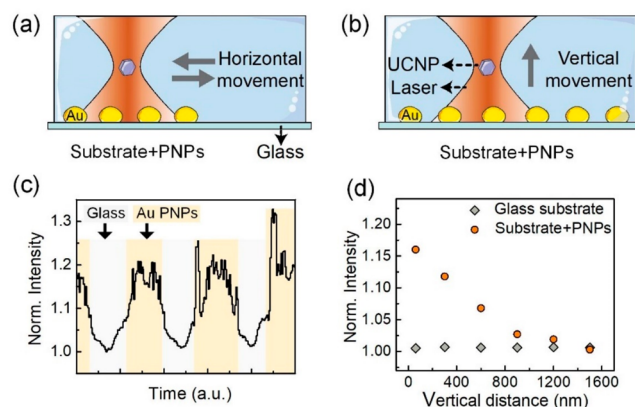 (a)
Horizontal
movement
Au
Substrate+PNPs
Glass
(b)
UCNP
Laser
Vertical
movement
Au
Substrate+PNPs
(c)
Glass
Au PNPs
1.3
1.2
1.1
1.0
Norm. Intensity
Time (a.u.)
(d)
Glass substrate
Substrate+PNPs
1.20
1.15
1.10
1.05
1.00
Norm. Intensity
0 400 800 1200 1600
Vertical distance (nm)